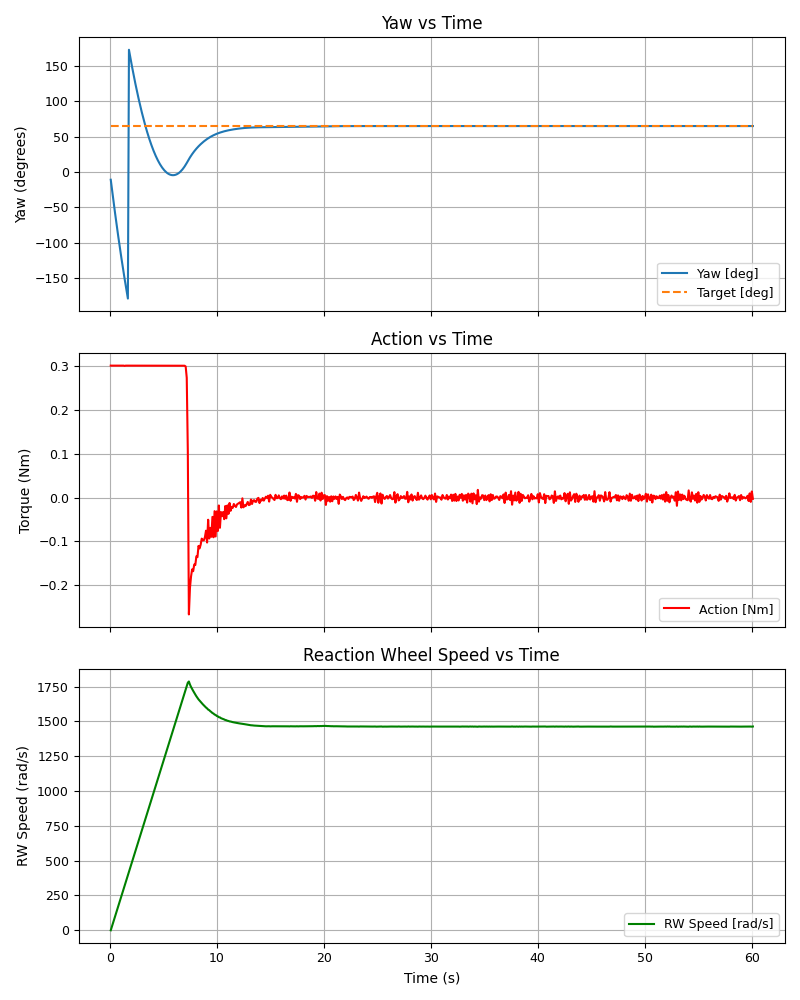 Yaw vs Time
150
100
50
0
−50
−100
−150
Yaw (degrees)
Yaw [deg]
Target [deg]
Action vs Time
0.3
0.2
0.1
0.0
−0.1
−0.2
Torque (Nm)
Action [Nm]
Reaction Wheel Speed vs Time
1750
1500
1250
1000
750
500
250
0
RW Speed (rad/s)
RW Speed [rad/s]
0 10 20 30 40 50 60
Time (s)